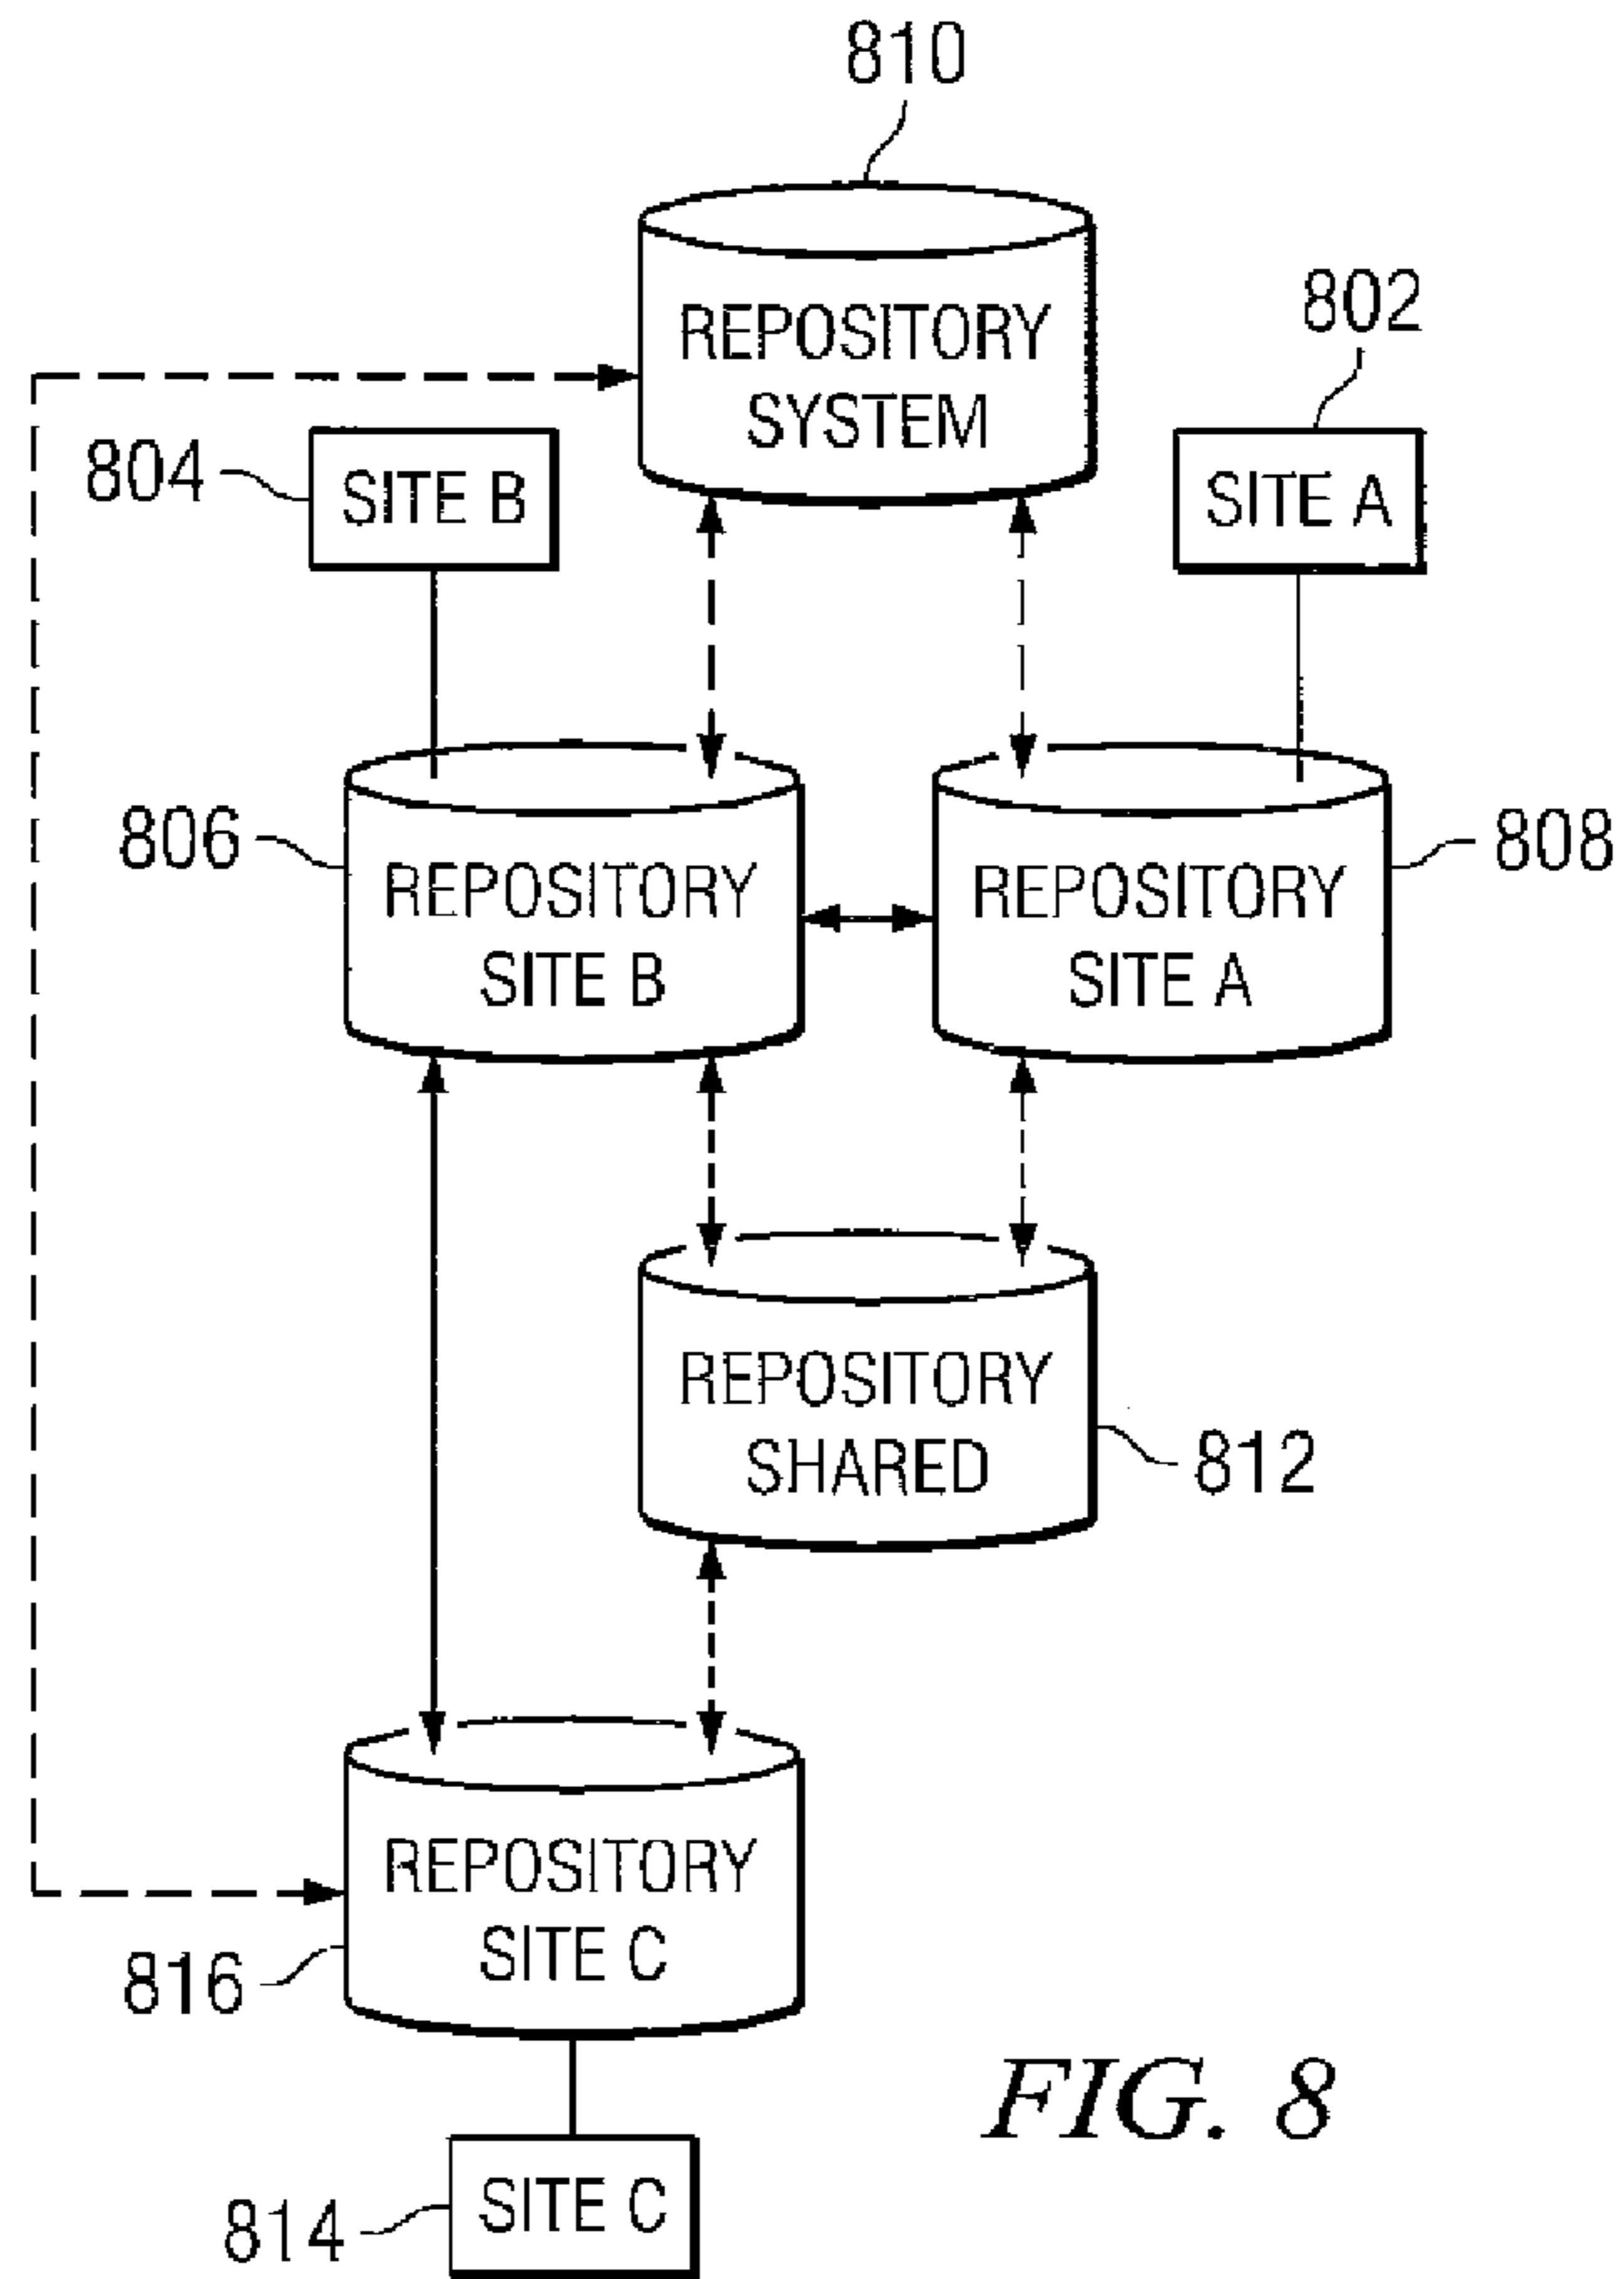 810
REPOSITORY
SYSTEM
802
804
SITE B
SITE A
806
REPOSITORY
SITE B
REPOSITORY
SITE A
808
REPOSITORY
SHARED
812
REPOSITORY
SITE C
816
FIG. 8
SITE C
814